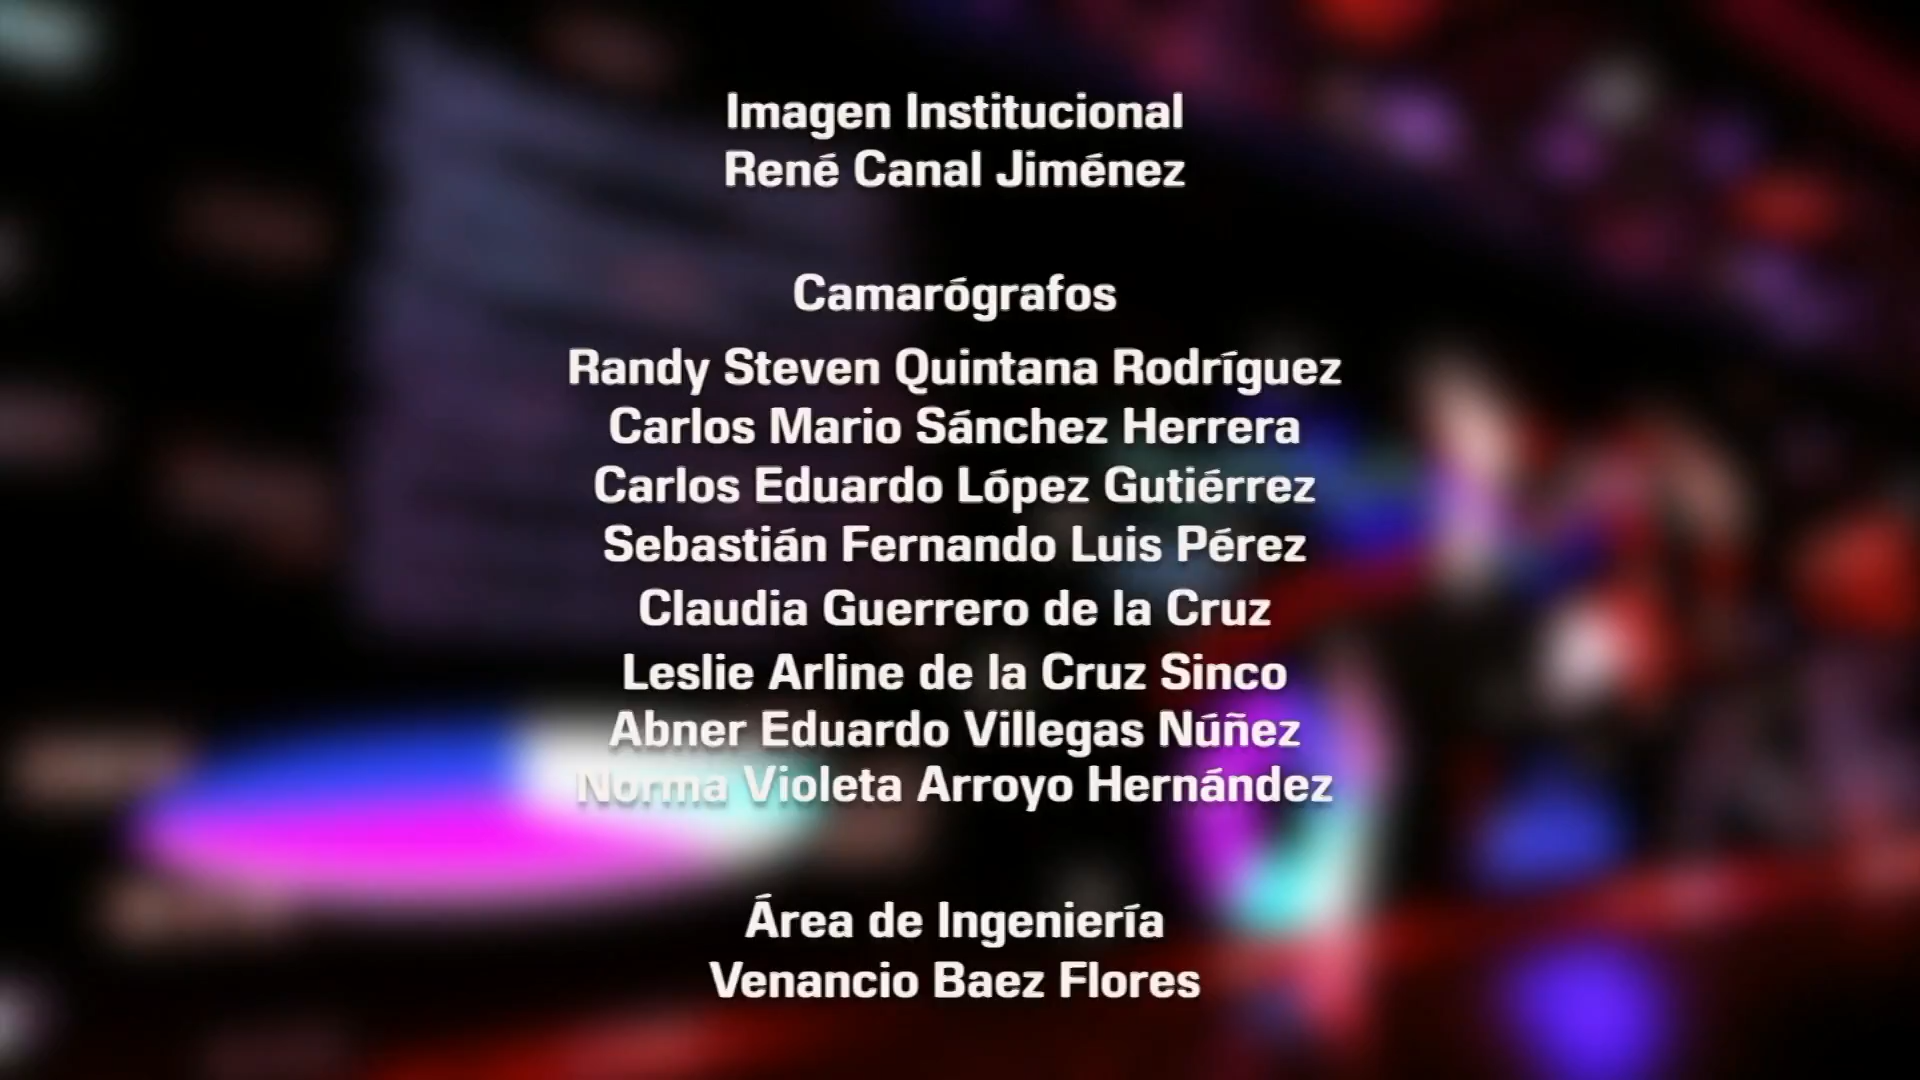 Imagen Institucional
René Canal Jiménez
Camarógrafos
Randy Steven Quintana Rodríguez
Carlos Mario Sánchez Herrera
Carlos Eduardo López Gutiérrez
Sebastián Fernando Luis Pérez
Claudia Guerrero de la Cruz
Leslie Arline de la Cruz Sinco
Abner Eduardo Villegas Núñez
Norma Violeta Arroyo Hernández
Área de Ingeniería
Venancio Baez Flores